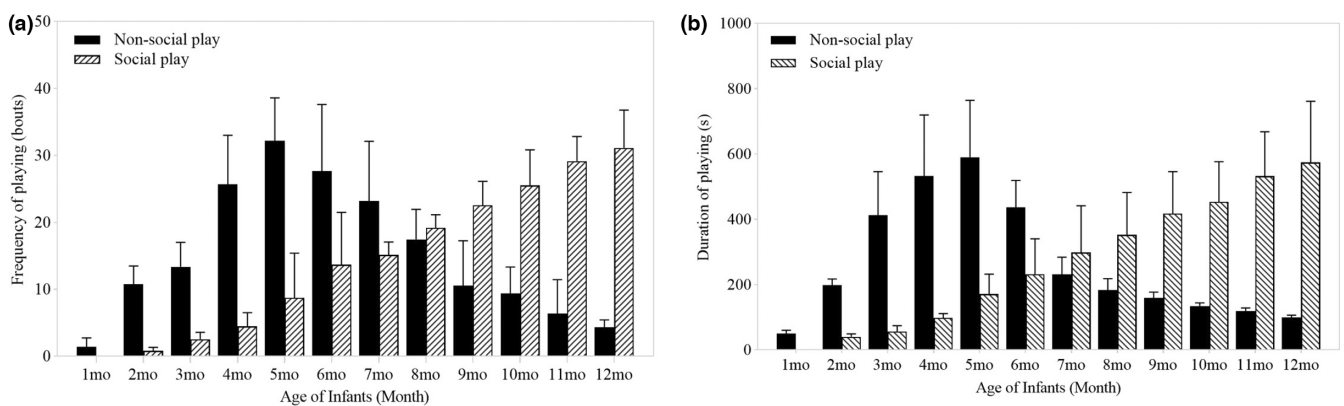 (a)
Non-social play
Social play
Frequency of playing (bouts)
50
40
30
20
10
0
1mo 2mo 3mo 4mo 5mo 6mo 7mo 8mo 9mo 10mo 11mo 12mo
Age of Infants (Month)
(b)
Non-social play
Social play
Duration of playing (s)
1000
800
600
400
200
0
1mo 2mo 3mo 4mo 5mo 6mo 7mo 8mo 9mo 10mo 11mo 12mo
Age of Infants (Month)